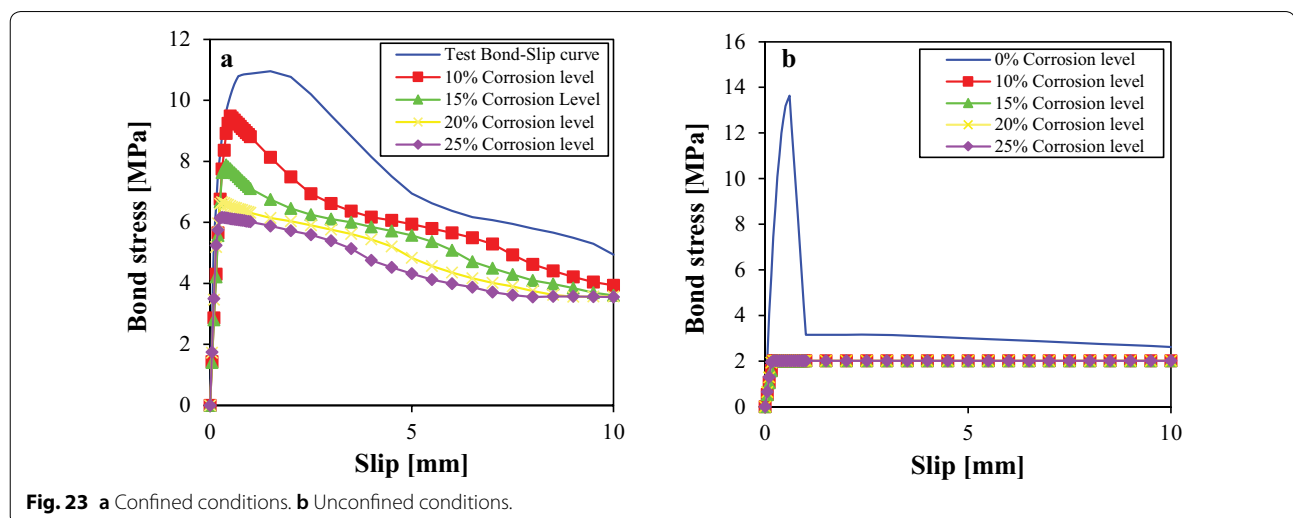 a
Test Bond-Slip curve
10% Corrosion level
15% Corrosion Level
20% Corrosion level
25% Corrosion level
12
10
8
6
4
2
0
Bond stress [MPa]
0 5 10
Slip [mm]
b
0% Corrosion level
10% Corrosion level
15% Corrosion level
20% Corrosion level
25% Corrosion level
16
14
12
10
8
6
4
2
0
Bond stress [MPa]
0 5 10
Slip [mm]
Fig. 23 a Confined conditions. b Unconfined conditions.